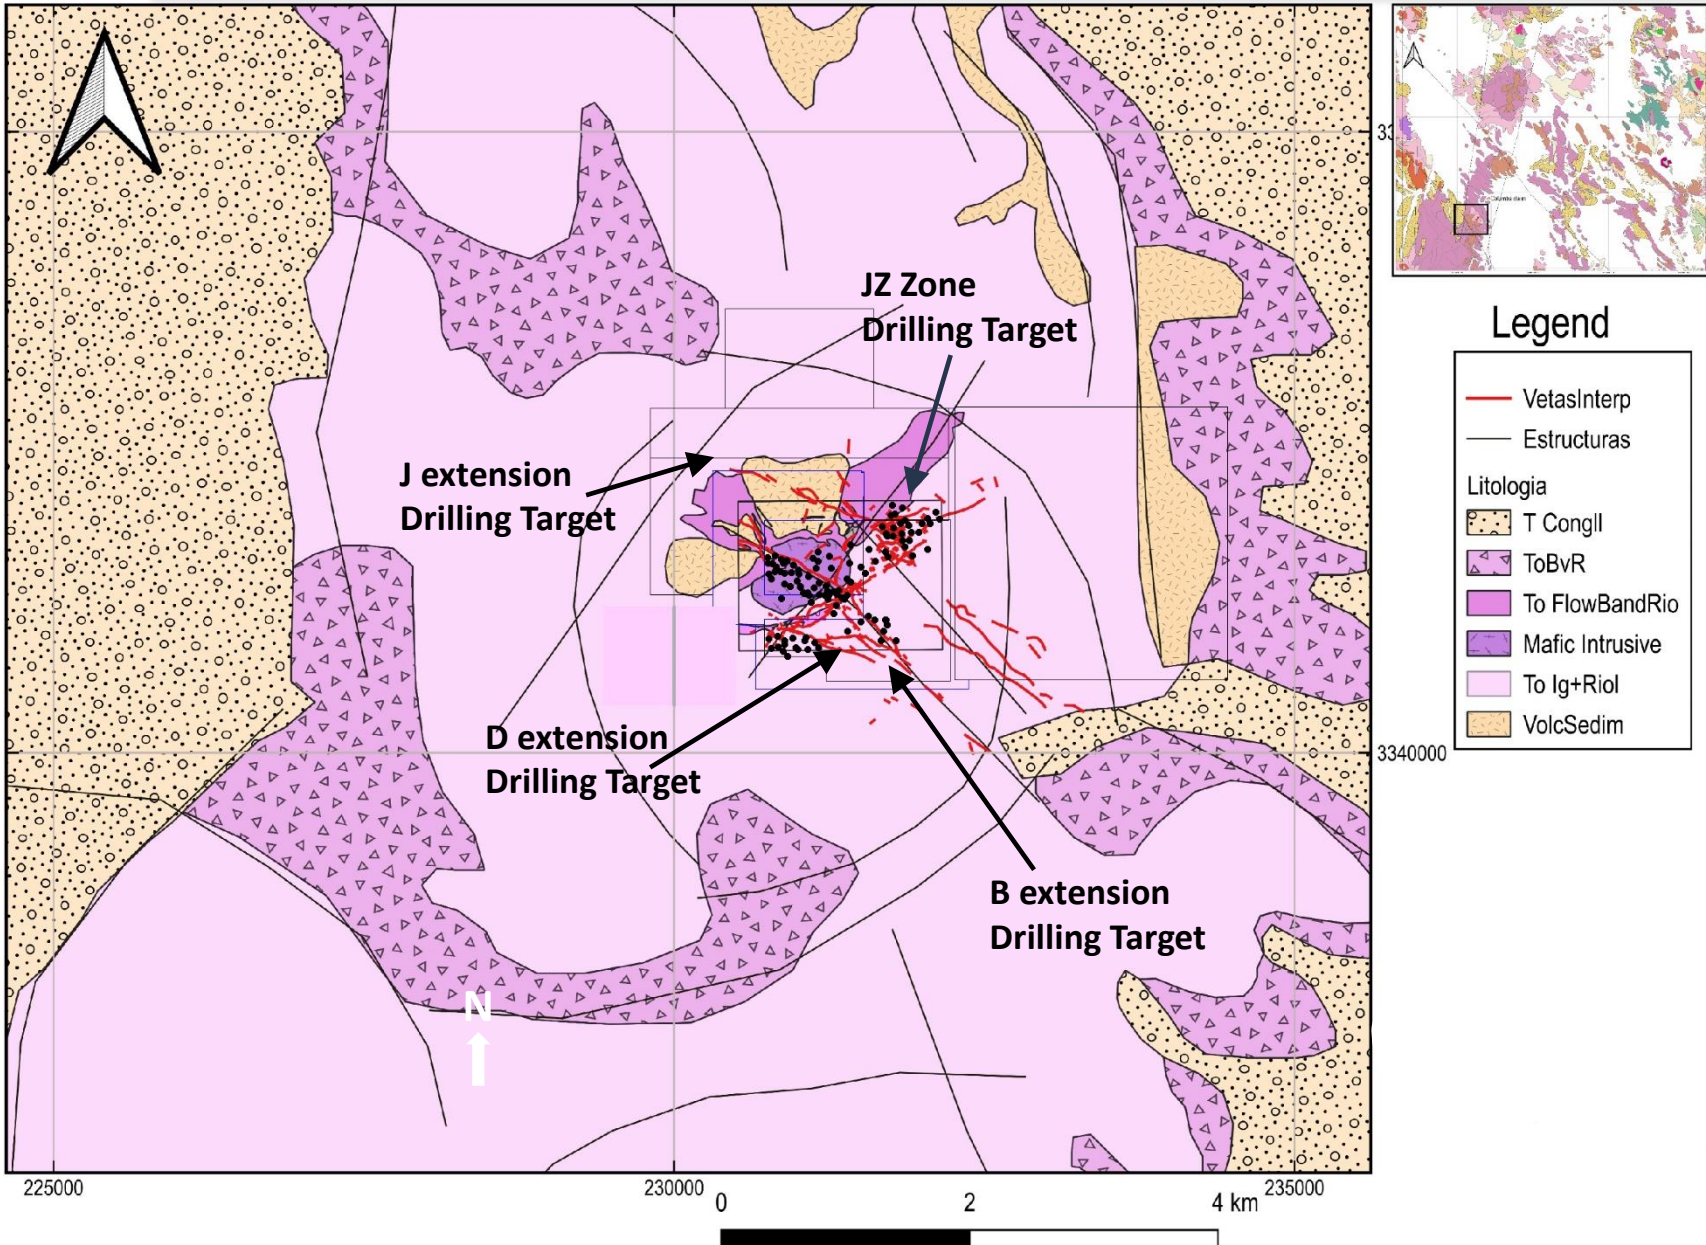 JZ Zone
Drilling Target
J extension
Drilling Target
D extension
Drilling Target
B extension
Drilling Target
N
225000
230000
235000
3340000
0
2
4 km
Legend
VetasInterp
Estructuras
Litologia
T Congll
ToBvR
To FlowBandRio
Mafic Intrusive
To Ig+Riol
VolcSedim